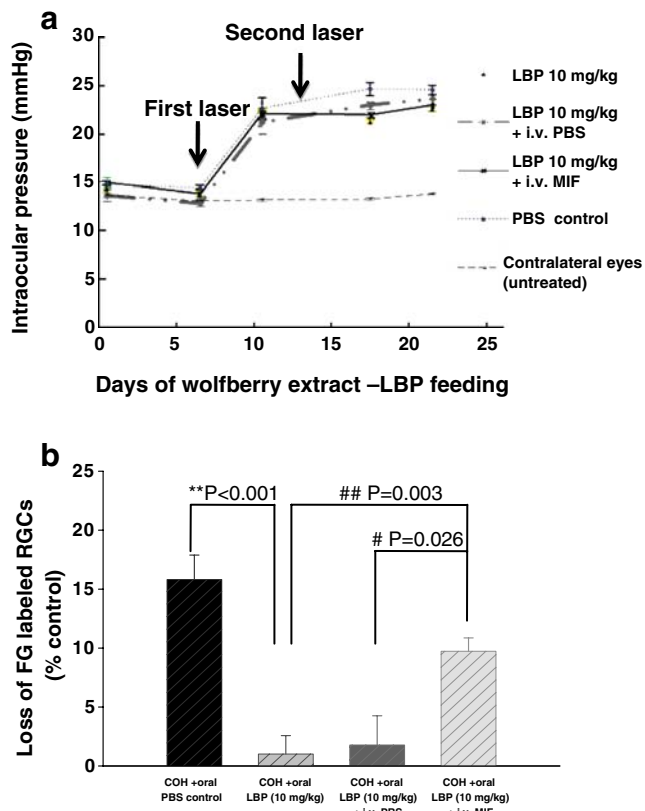 a
Intraocular pressure (mmHg)
30
25
20
15
10
5
0
0
5
10
15
20
25
First laser
Second laser
LBP 10 mg/kg
LBP 10 mg/kg
+ i.v. PBS
LBP 10 mg/kg
+ i.v. MIF
PBS control
Contralateral eyes
(untreated)
Days of wolfberry extract –LBP feeding
b
Loss of FG labeled RGCs
(% control)
25
20
15
10
5
0
**P<0.001
## P=0.003
# P=0.026
COH +oral
PBS control
COH +oral
LBP (10 mg/kg)
COH +oral
LBP (10 mg/kg)
COH +oral
LBP (10 mg/kg)